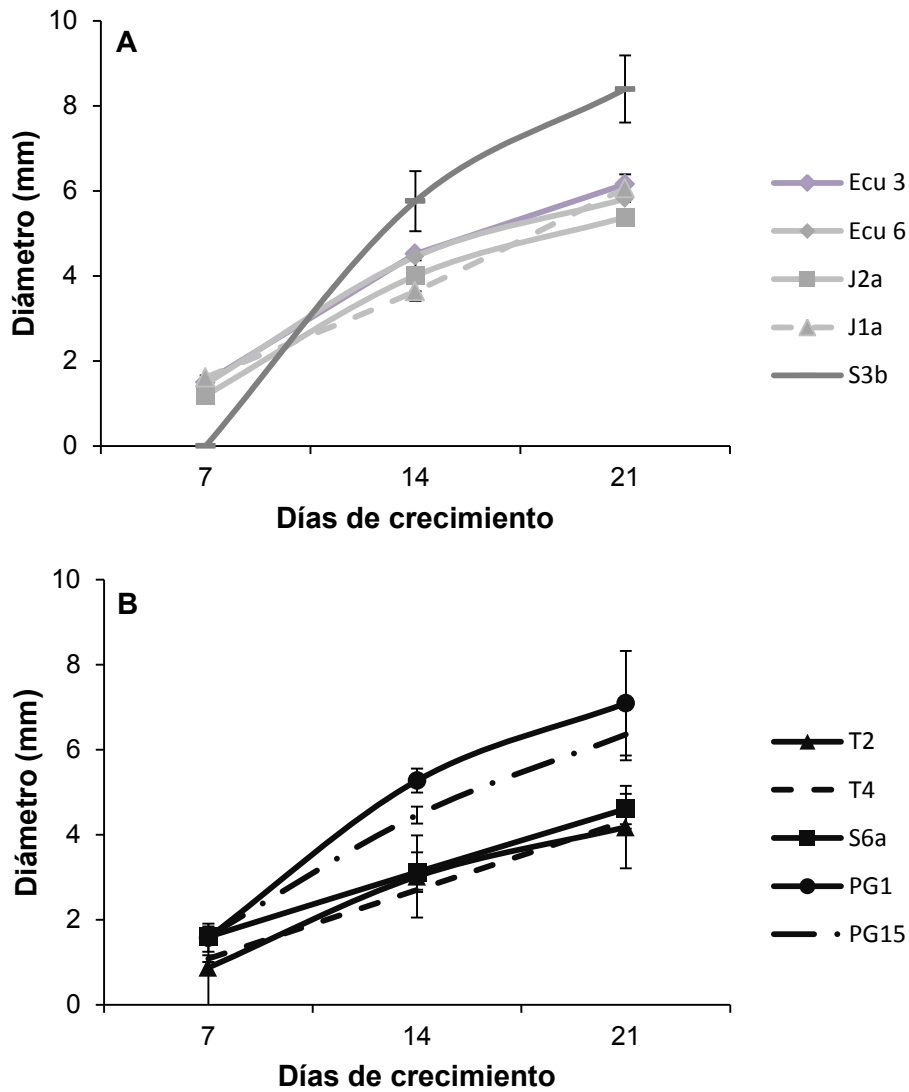 A
10
8
6
4
2
0
Diámetro (mm)
7 14 21
Días de crecimiento
Ecu 3
Ecu 6
J2a
J1a
S3b
B
10
8
6
4
2
0
Diámetro (mm)
7 14 21
Días de crecimiento
T2
T4
S6a
PG1
PG15